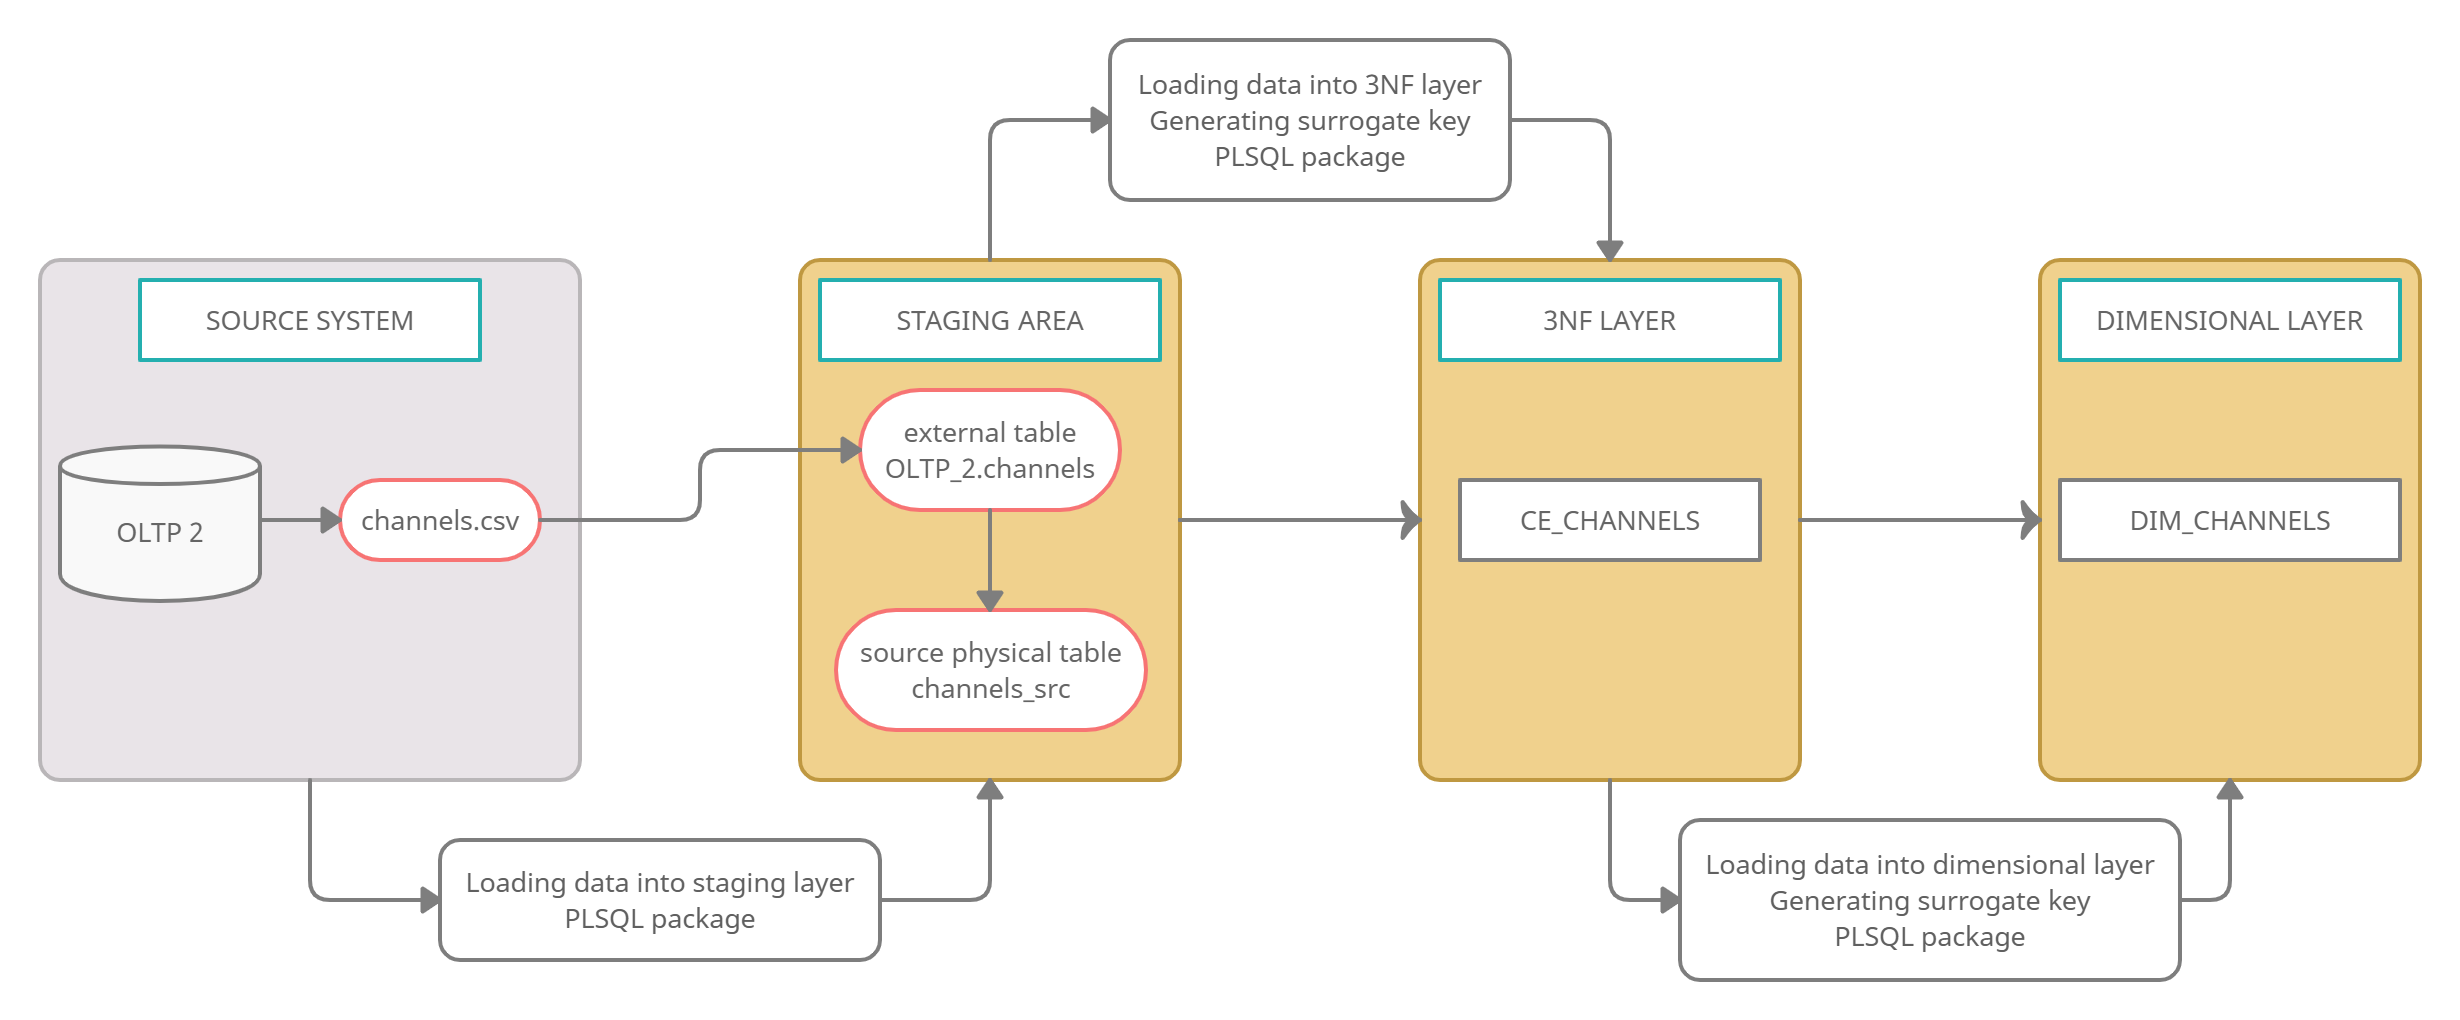 Loading data into 3NF layer
Generating surrogate key
PLSQL package
SOURCE SYSTEM
STAGING AREA
3NF LAYER
DIMENSIONAL LAYER
OLTP 2
channels.csv
external table
OLTP_2.channels
source physical table
channels_src
CE_CHANNELS
DIM_CHANNELS
Loading data into staging layer
PLSQL package
Loading data into dimensional layer
Generating surrogate key
PLSQL package